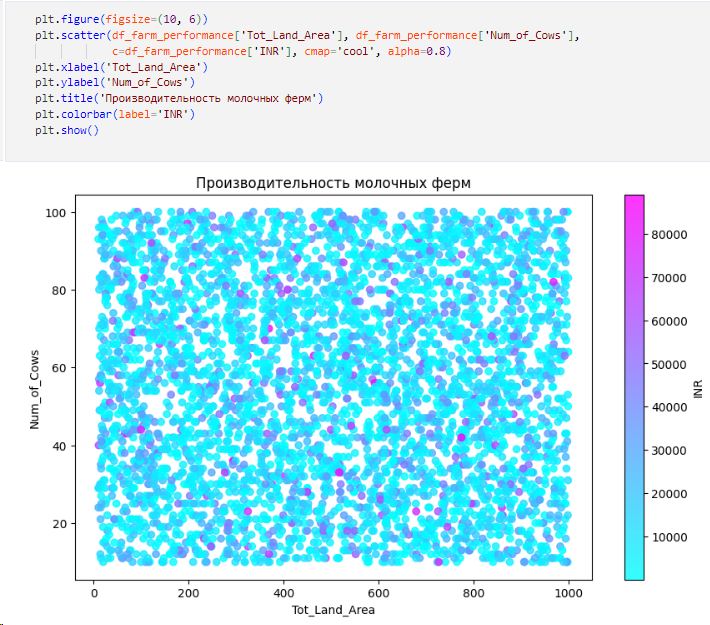 plt.figure(figsize=(10, 6))
plt.scatter(df_farm_performance['Tot_Land_Area'], df_farm_performance['Num_of_Cows'],
c=df_farm_performance['INR'], cmap='cool', alpha=0.8)
plt.xlabel('Tot_Land_Area')
plt.ylabel('Num_of_Cows')
plt.title('Производительность молочных ферм')
plt.colorbar(label='INR')
plt.show()
Производительность молочных ферм
100
80
60
40
20
Num_of_Cows
0
200
400
600
800
1000
Tot_Land_Area
80000
70000
60000
50000
40000
30000
20000
10000
INR